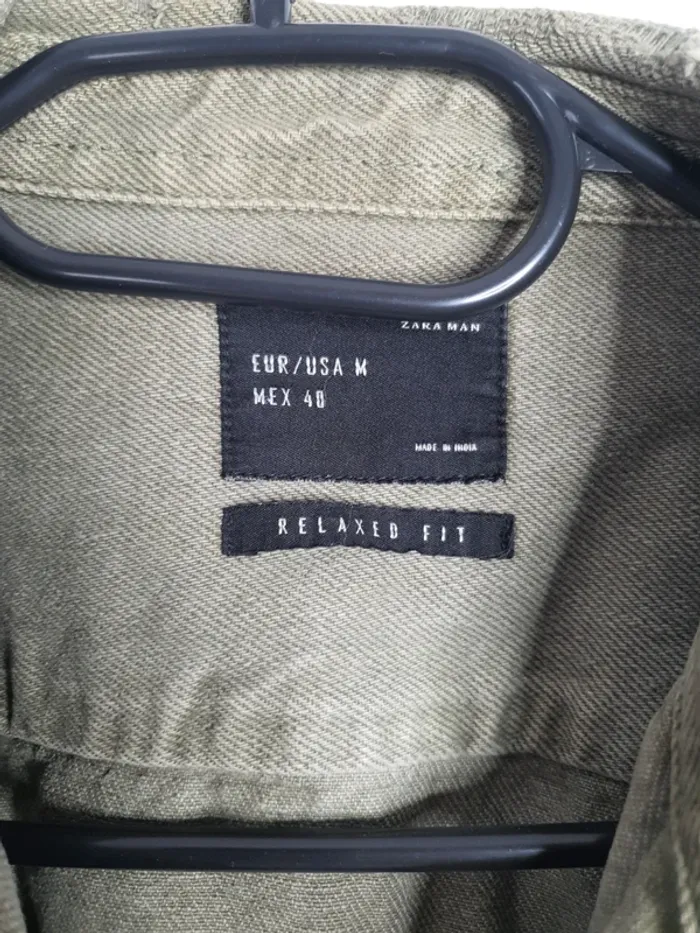 ZARA MAN
EUR/USA M
MEX 40
MADE IN INDIA
RELAXED FIT